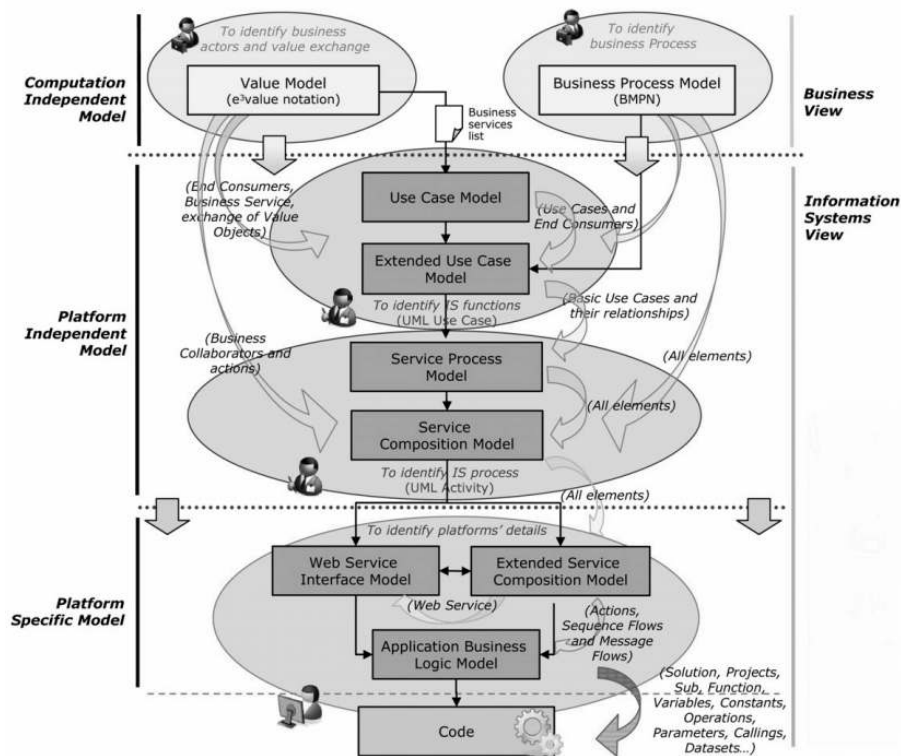 To identify business
actors and value exchange
To identify
business Process
Computation
Independent
Model
Value Model
(e³value notation)
Business Process Model
(BMPN)
Business
View
Business
services
list
(End Consumers,
Business Service,
exchange of Value
Objects)
Use Case Model
(Use Cases and
End Consumers)
Information
Systems
View
Extended Use Case
Model
To identify IS functions
(UML Use Case)
(Basic Use Cases and
their relationships)
Platform
Independent
Model
(Business
Collaborators and
actions)
Service Process
Model
(All elements)
(All elements)
Service
Composition Model
To identify IS process
(UML Activity)
(All elements)
To identify platforms' details
Web Service
Interface Model
Extended Service
Composition Model
Platform
Specific Model
(Web Service)
(Actions,
Sequence Flows
and Message
Flows)
Application Business
Logic Model
(Solution, Projects,
Sub, Function,
Variables, Constants,
Operations,
Parameters, Callings,
Datasets...)
Code